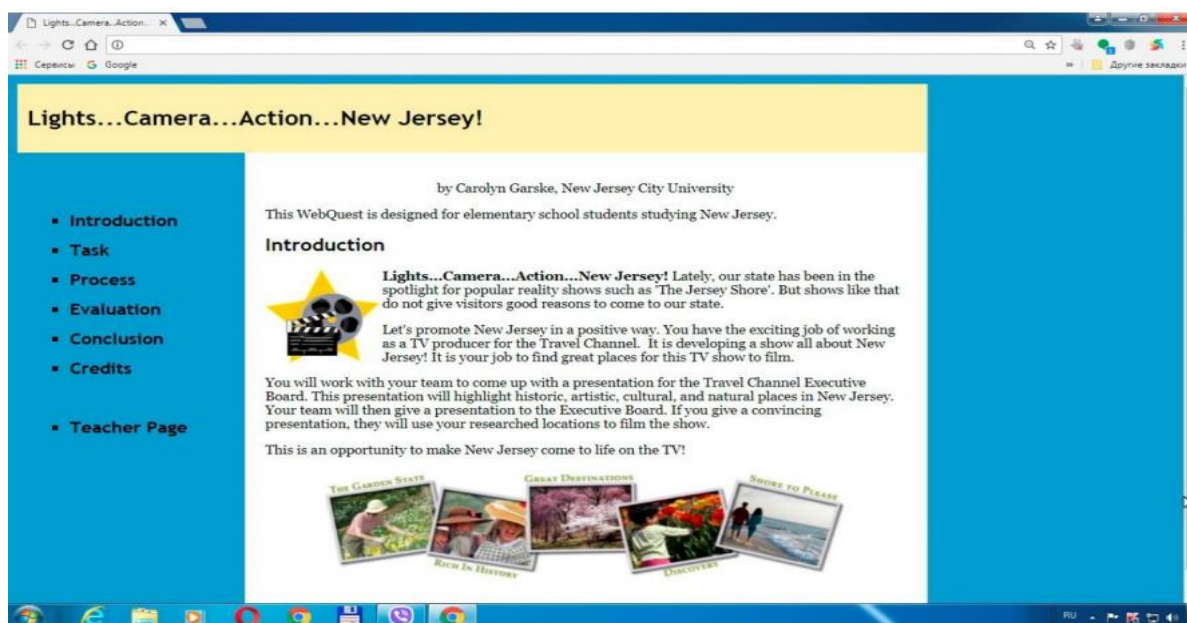 Lights..Camera..Action.
Сервисы
Google
Другие закладки
Lights...Camera...Action...New Jersey!
by Carolyn Garske, New Jersey City University
This WebQuest is designed for elementary school students studying New Jersey.
Introduction
Task
Process
Evaluation
Conclusion
Credits
Teacher Page
Introduction
Lights...Camera...Action...New Jersey! Lately, our state has been in the
spotlight for popular reality shows such as 'The Jersey Shore'. But shows like that
do not give visitors good reasons to come to our state.
Let's promote New Jersey in a positive way. You have the exciting job of working
as a TV producer for the Travel Channel. It is developing a show all about New
Jersey! It is your job to find great places for this TV show to film.
You will work with your team to come up with a presentation for the Travel Channel Executive
Board. This presentation will highlight historic, artistic, cultural, and natural places in New Jersey.
Your team will then give a presentation to the Executive Board. If you give a convincing
presentation, they will use your researched locations to film the show.
This is an opportunity to make New Jersey come to life on the TV!
The Garden State
Great Destinations
Shore to Please
Rich in History
Discovery
RU